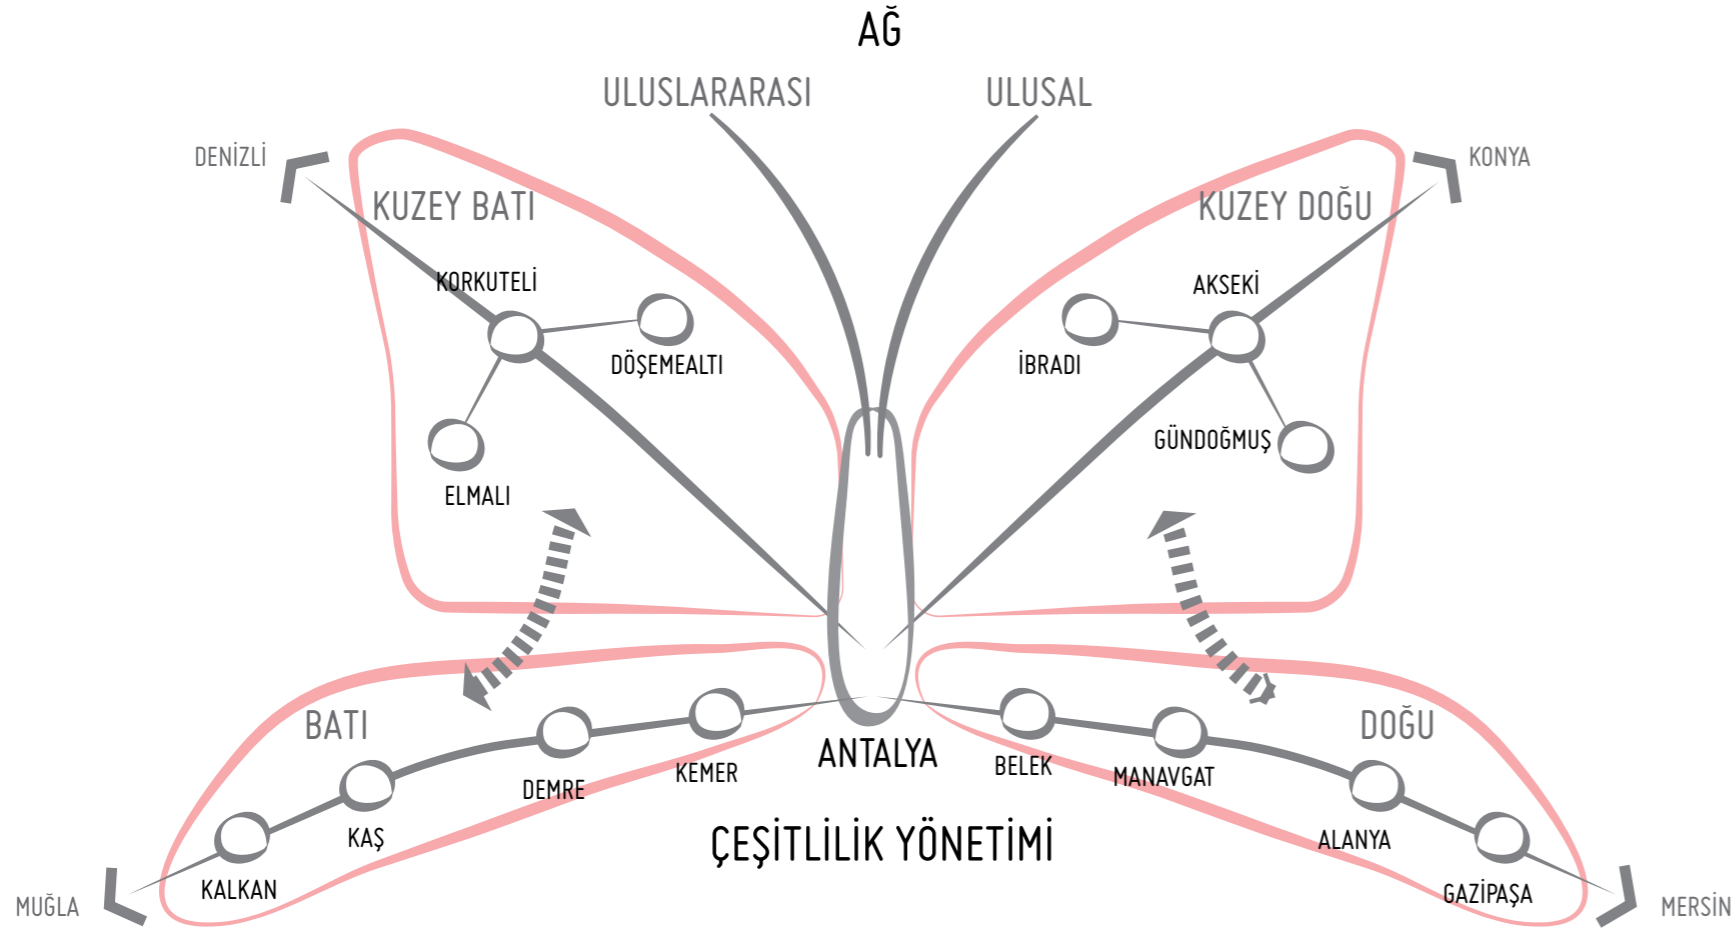 AĞ
ULUSLARARASI
ULUSAL
DENİZLİ
KONYA
KUZEY BATI
KUZEY DOĞU
KORKUTELİ
AKSEKİ
DÖŞEMEALTI
İBRADI
GÜNDOĞMUŞ
ELMALI
BATI
DOĞU
ANTALYA
KEMER
BELEK
DEMRE
MANAVGAT
KAŞ
ALANYA
ÇEŞİTLİLİK YÖNETİMİ
KALKAN
GAZİPAŞA
MUĞLA
MERSİN